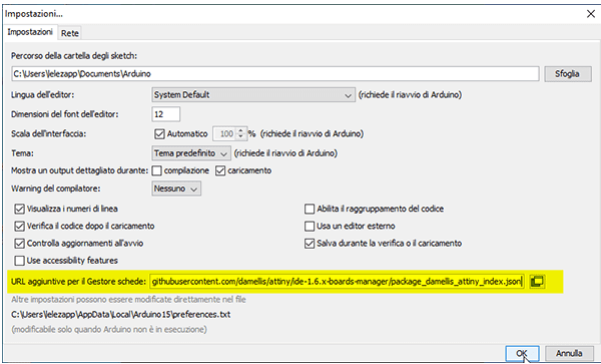 Impostazioni...
Impostazioni Rete
Percorso della cartella degli sketch:
C:\Users\lelezapp\Documents\Arduino Sfoglia
Lingua dell'editor: System Default (richiede il riavvio di Arduino)
Dimensioni del font dell'editor: 12
Scala dell'interfaccia: Automatico 100 % (richiede il riavvio di Arduino)
Tema: Tema predefinito (richiede il riavvio di Arduino)
Mostra un output dettagliato durante: compilazione caricamento
Warning del compilatore: Nessuno
Visualizza i numeri di linea Abilita il raggruppamento del codice
Verifica il codice dopo il caricamento Usa un editor esterno
Controlla aggiornamenti all'avvio Salva durante la verifica o il caricamento
Use accessibility features
URL aggiuntive per il Gestore schede: githubusercontent.com/damellis/attiny/ide-1.6.x-boards-manager/package_damellis_attiny_index.json
Altre impostazioni possono essere modificate direttamente nel file
C:\Users\lelezapp\AppData\Local\Arduino15\preferences.txt
(modificabile solo quando Arduino non è in esecuzione)
OK Annulla